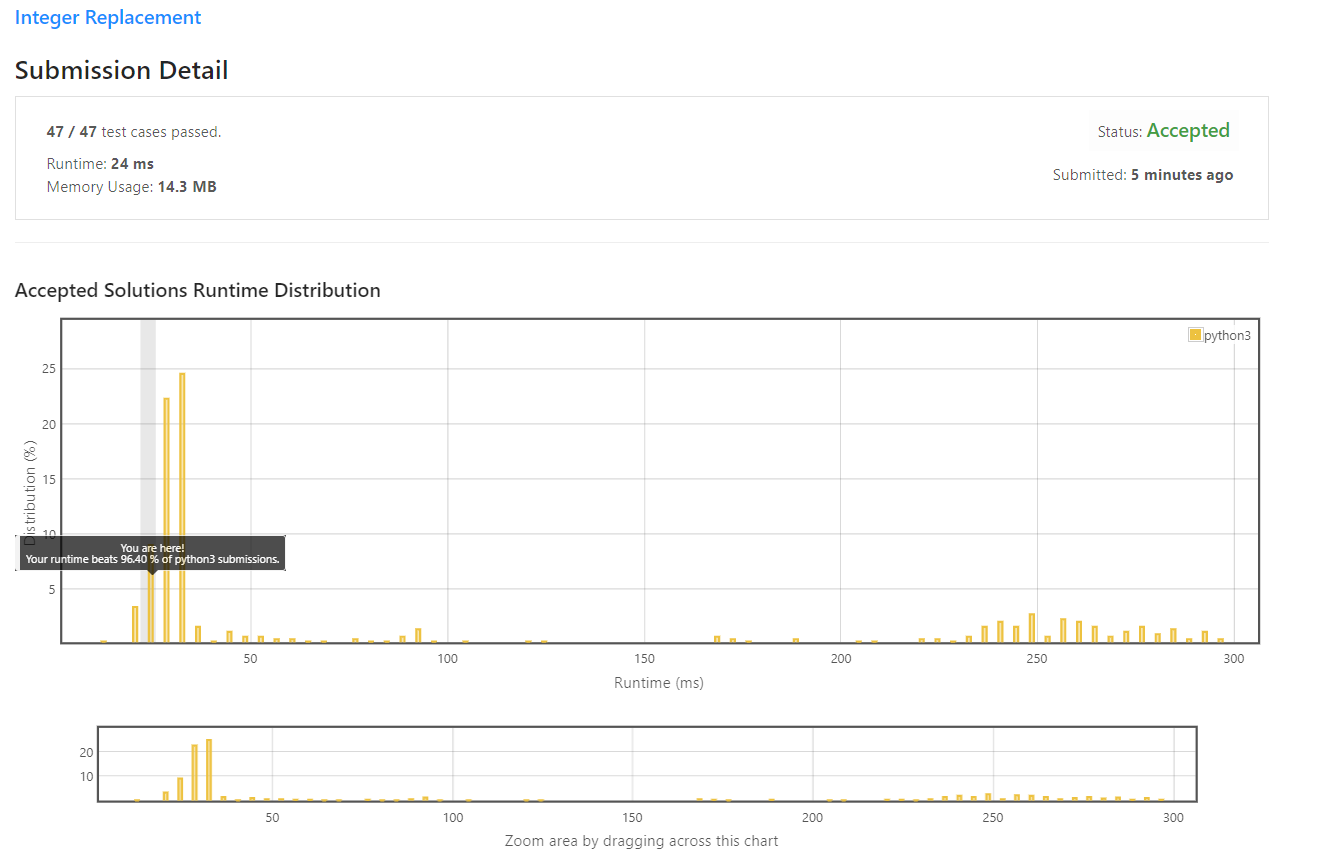 Integer Replacement
Submission Detail
47 / 47 test cases passed.
Status: Accepted
Runtime: 24 ms
Memory Usage: 14.3 MB
Submitted: 5 minutes ago
Accepted Solutions Runtime Distribution
python3
25
20
15
10
5
Distribution (%)
You are here!
Your runtime beats 96.40 % of python3 submissions.
50 100 150 200 250 300
Runtime (ms)
20
10
50 100 150 200 250 300
Zoom area by dragging across this chart